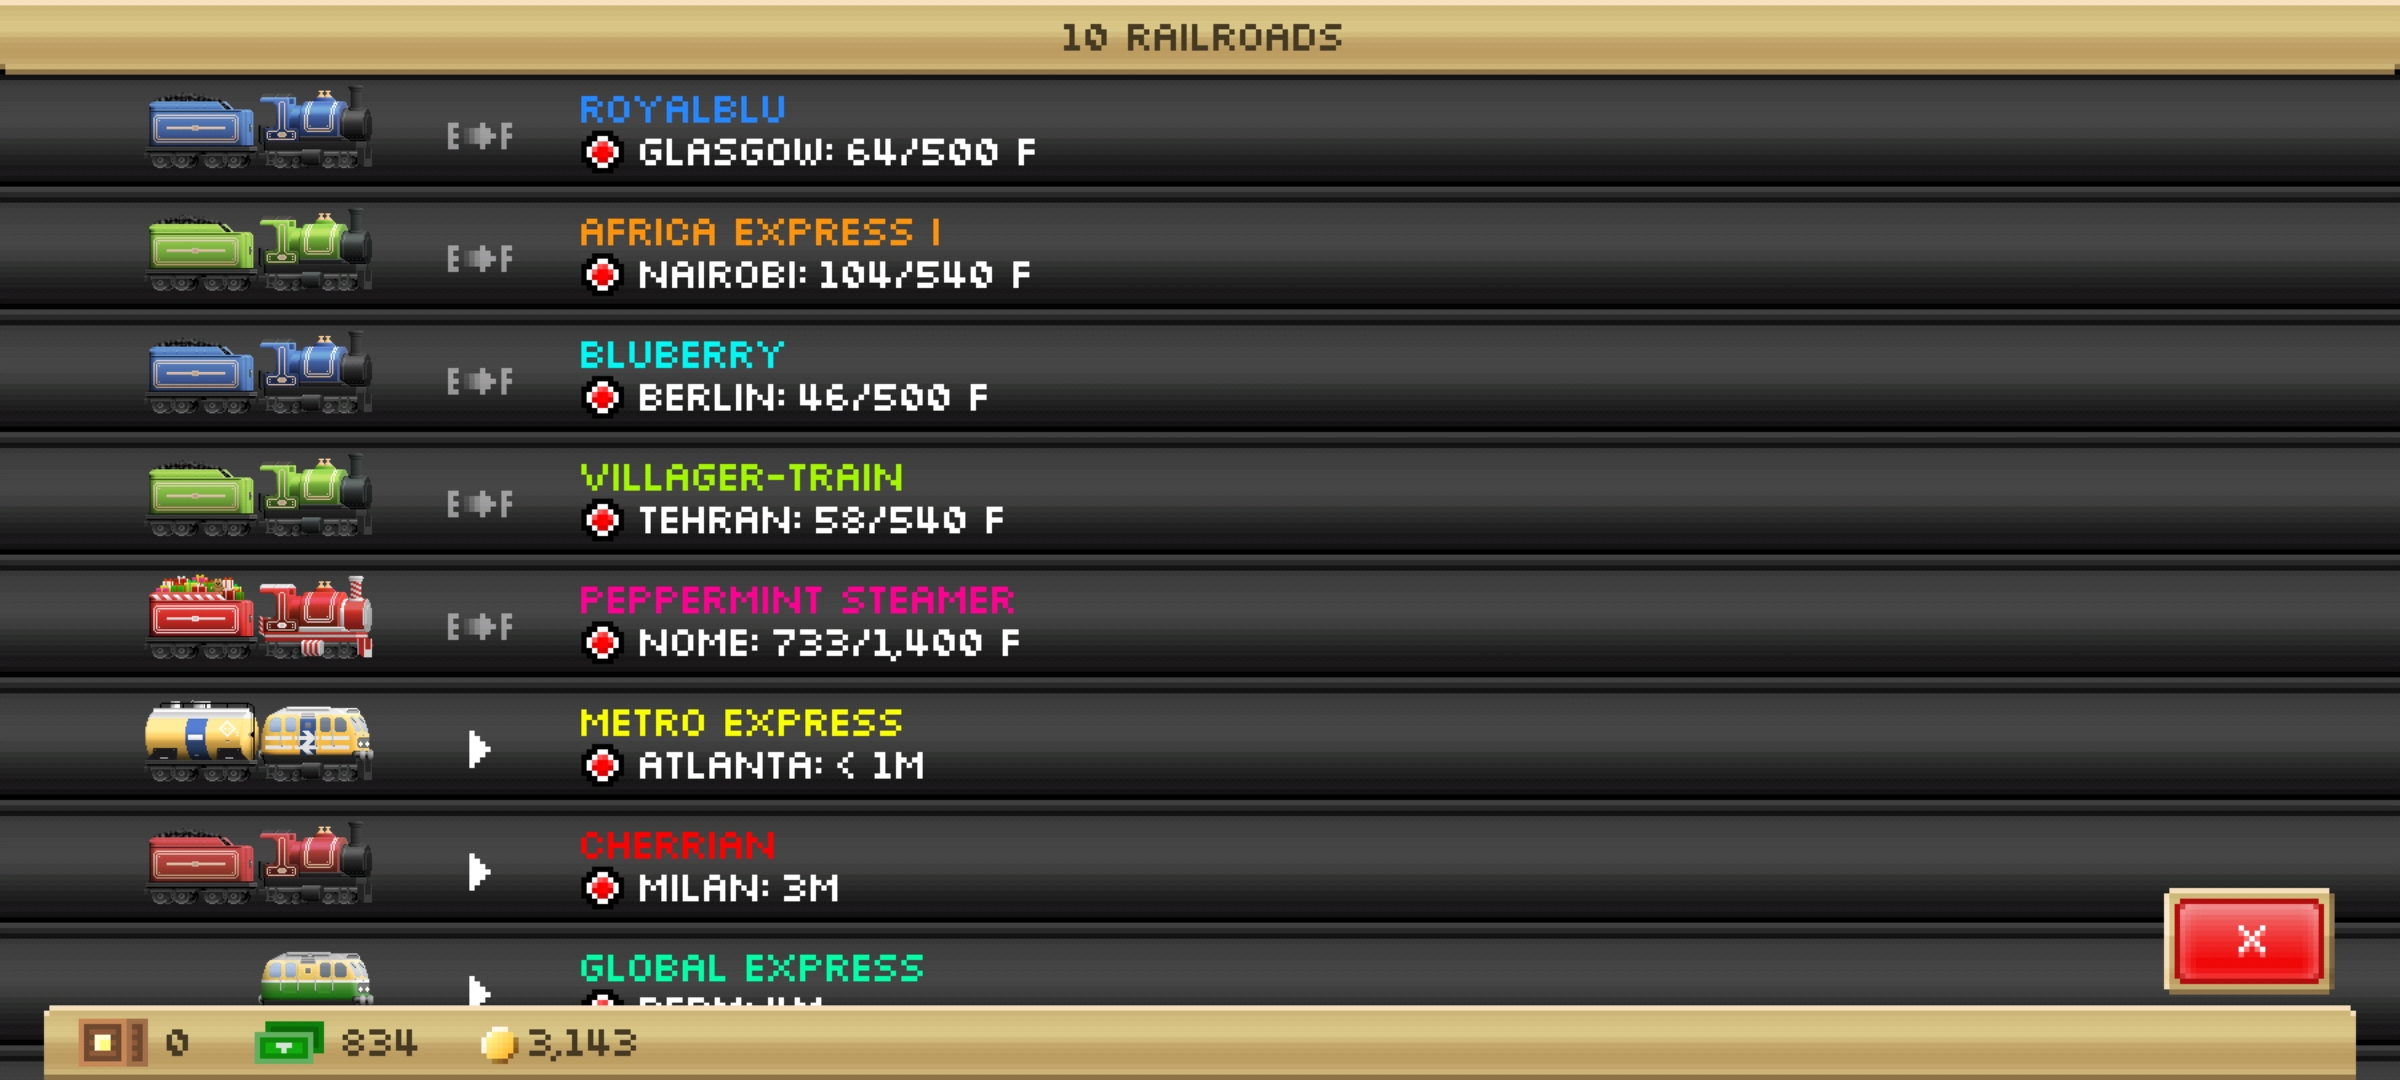 10 RAILROADS
E F
ROYALBLU
GLASGOW: 64/500 F
E F
AFRICA EXPRESS I
NAIROBI: 104/540 F
E F
BLUBERRY
BERLIN: 46/500 F
E F
VILLAGER-TRAIN
TEHRAN: 58/540 F
E F
PEPPERMINT STEAMER
NOME: 733/1,400 F
METRO EXPRESS
ATLANTA: < 1M
CHERRIAN
MILAN: 3M
GLOBAL EXPRESS
X
0 834 3,143